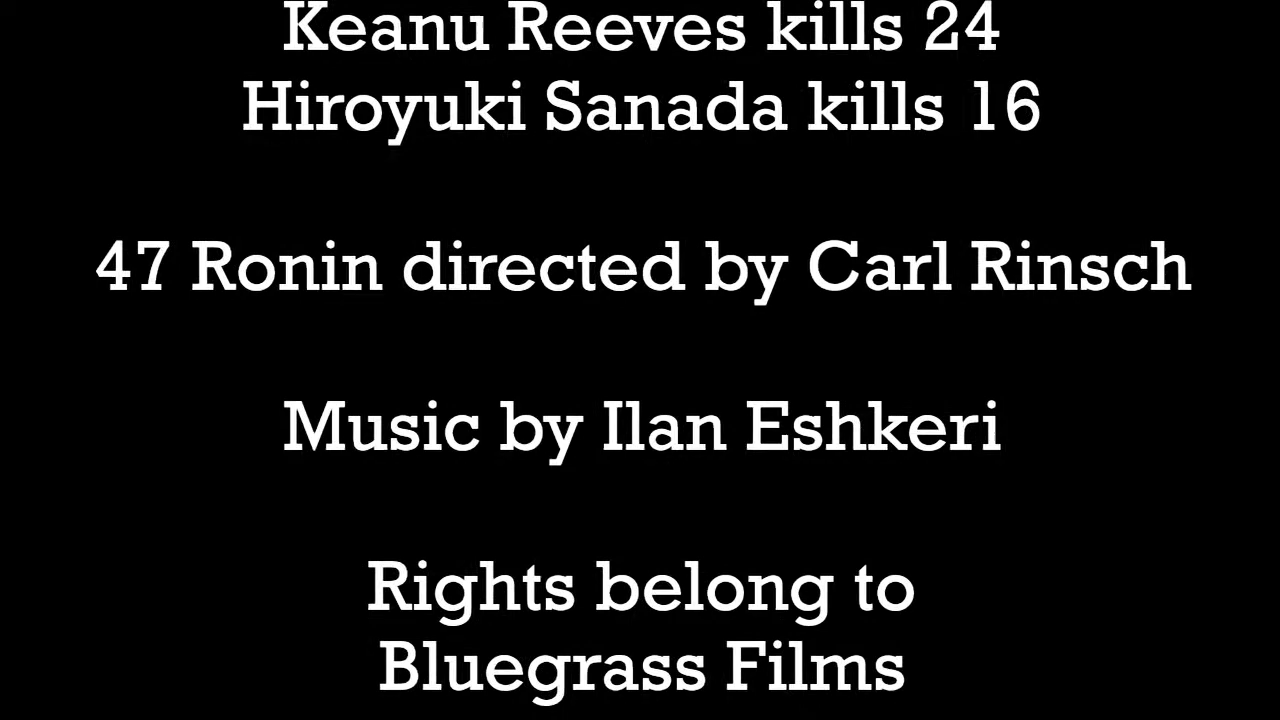 Keanu Reeves kills 24
Hiroyuki Sanada kills 16
47 Ronin directed by Carl Rinsch
Music by Ilan Eshkeri
Rights belong to
Bluegrass Films